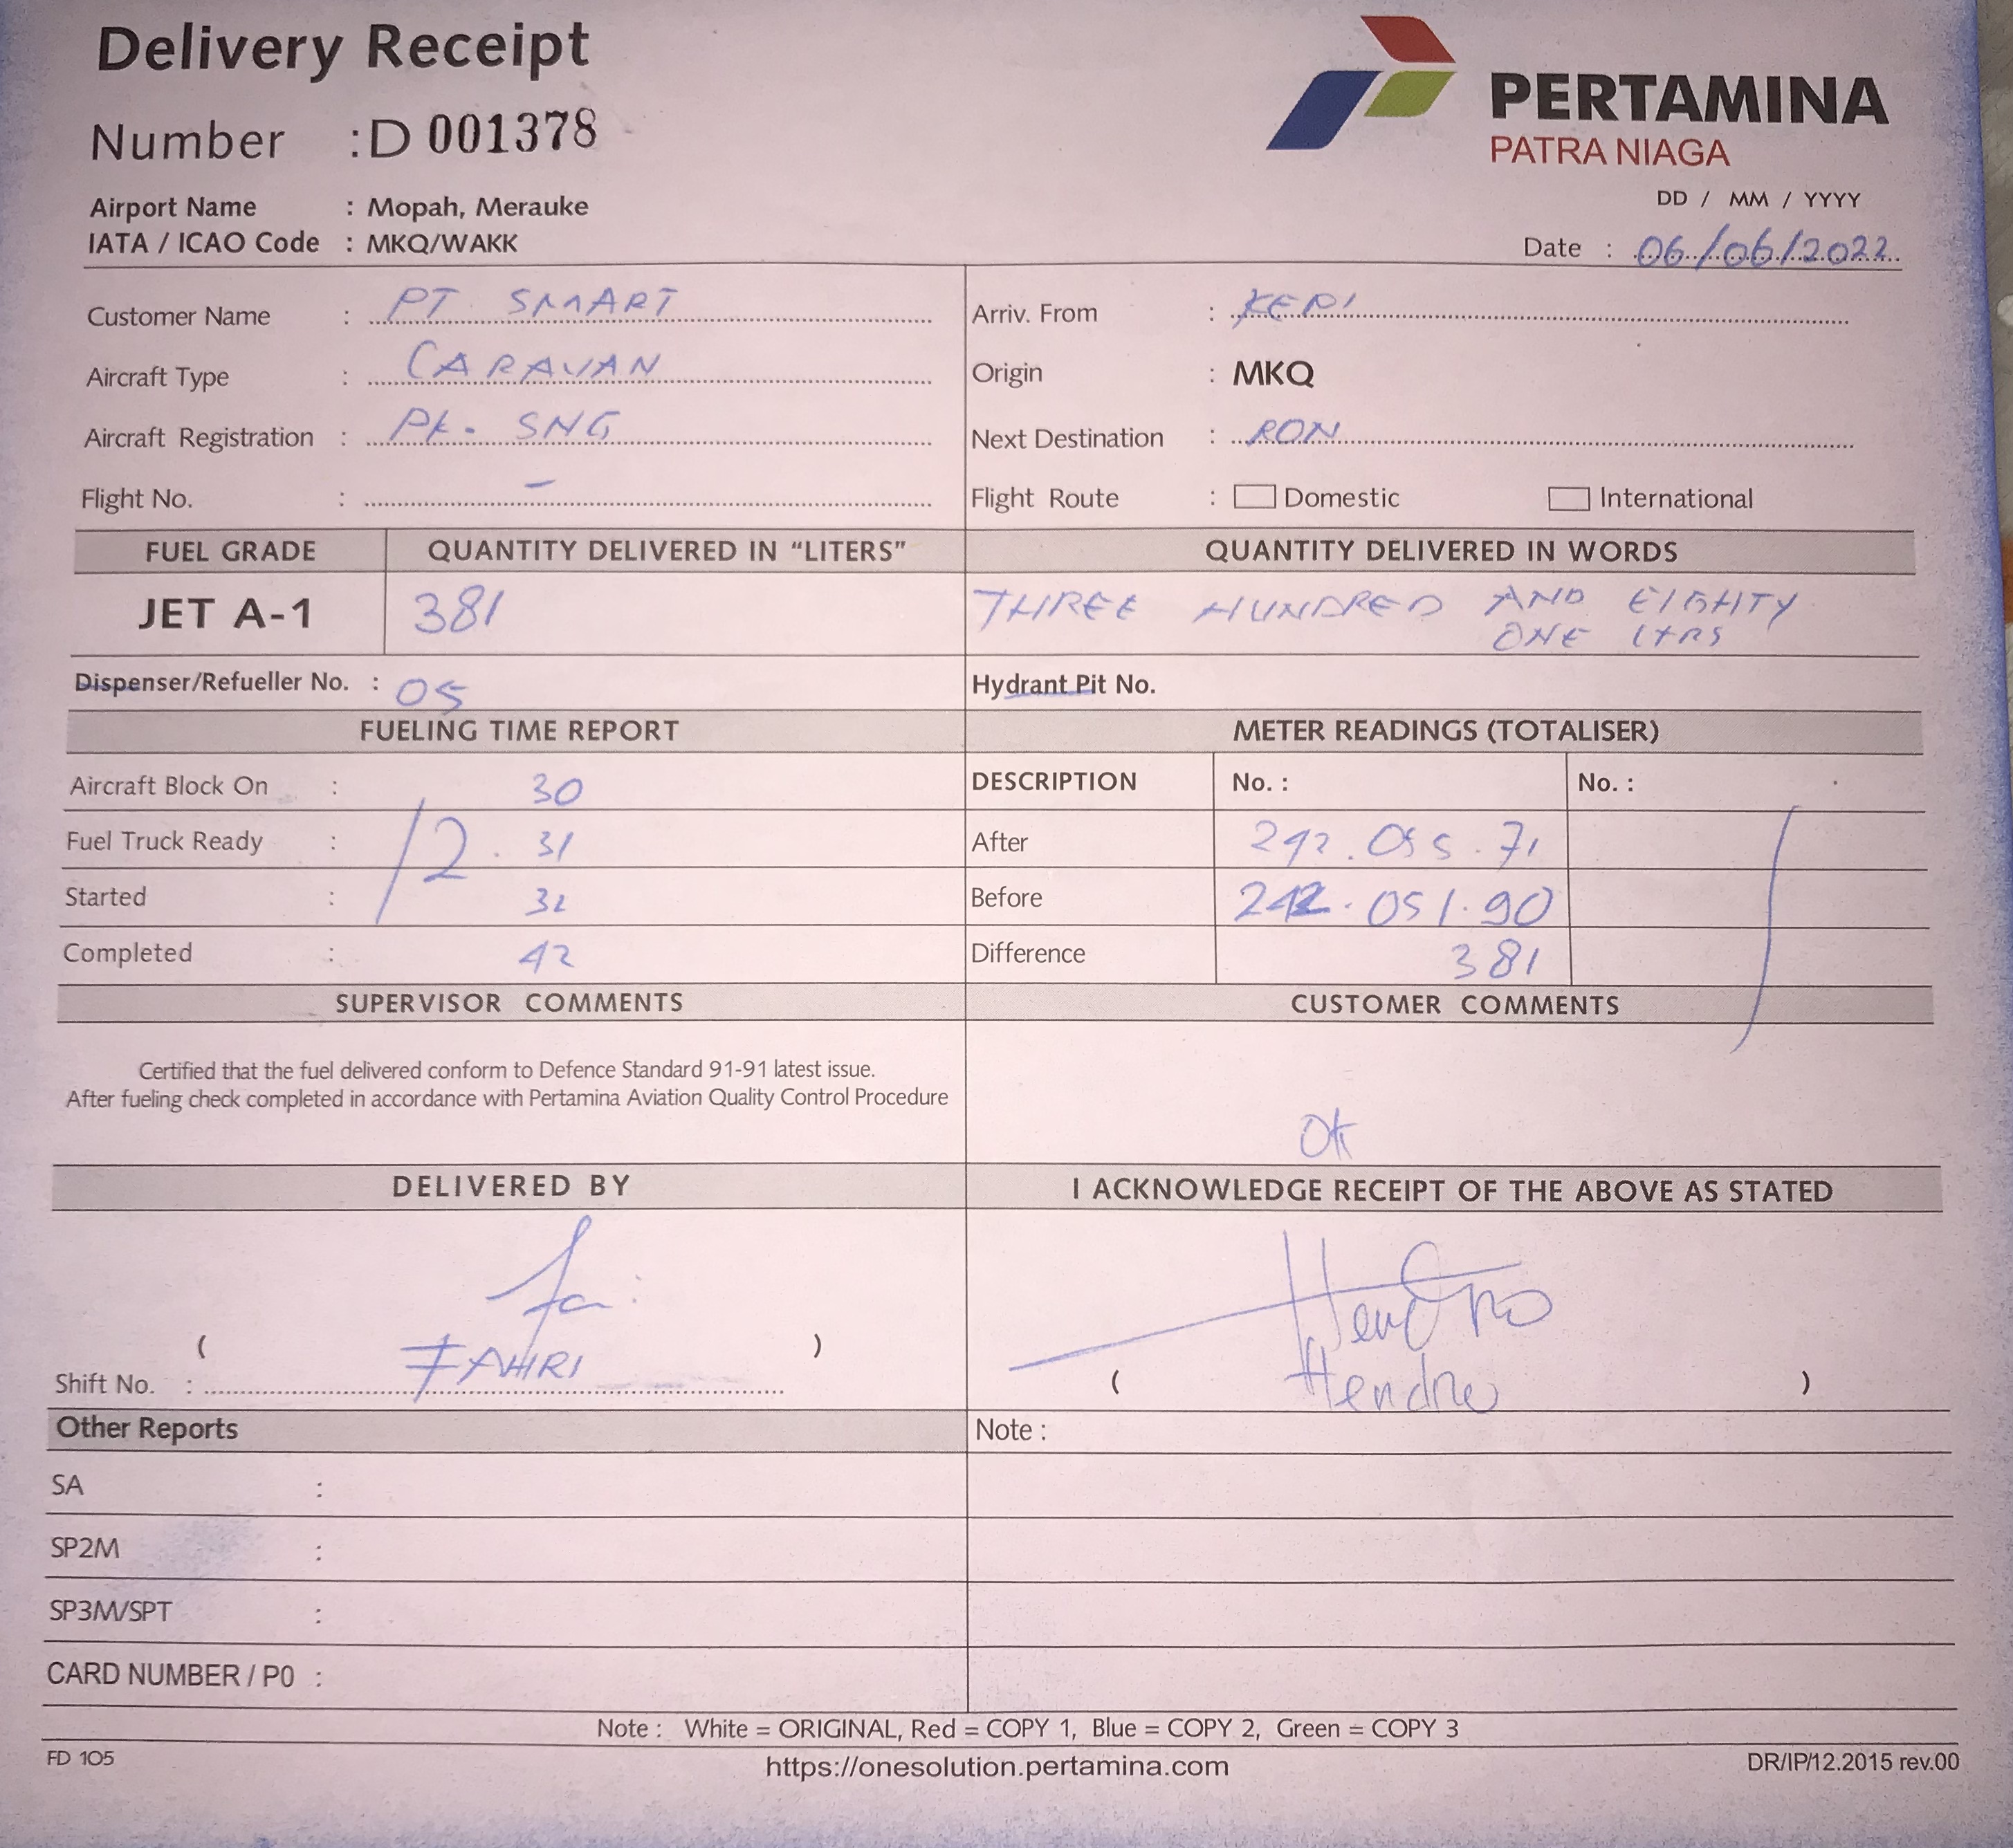 Delivery Receipt
PERTAMINA
PATRA NIAGA
Number : D 001378
Airport Name : Mopah, Merauke
IATA / ICAO Code : MKQ/WAKK
DD / MM / YYYY
Date : 06/06/2022
Customer Name : PT SMART
Arriv. From : KEPI
Aircraft Type : CARAVAN
Origin : MKQ
Aircraft Registration : PK - SNG
Next Destination : RON
Flight No. : -
Flight Route : Domestic International
FUEL GRADE QUANTITY DELIVERED IN “LITERS” QUANTITY DELIVERED IN WORDS
JET A-1 381 THREE HUNDRED AND EIGHTY
ONE LTRS
Dispenser/Refueller No. : 05 Hydrant Pit No.
FUELING TIME REPORT METER READINGS (TOTALISER)
Aircraft Block On : 30 DESCRIPTION No. : No. :
Fuel Truck Ready : 12. 31 After 242.055.71
Started : 32 Before 242.051.90
Completed : 42 Difference 381
SUPERVISOR COMMENTS CUSTOMER COMMENTS
Certified that the fuel delivered conform to Defence Standard 91-91 latest issue.
After fueling check completed in accordance with Pertamina Aviation Quality Control Procedure
Ok
DELIVERED BY I ACKNOWLEDGE RECEIPT OF THE ABOVE AS STATED
( FAHRI )
Shift No. :
( )
Other Reports Note :
SA :
SP2M :
SP3M/SPT :
CARD NUMBER / P0 :
Note : White = ORIGINAL, Red = COPY 1, Blue = COPY 2, Green = COPY 3
FD 105 https://onesolution.pertamina.com DR/IP/12.2015 rev.00